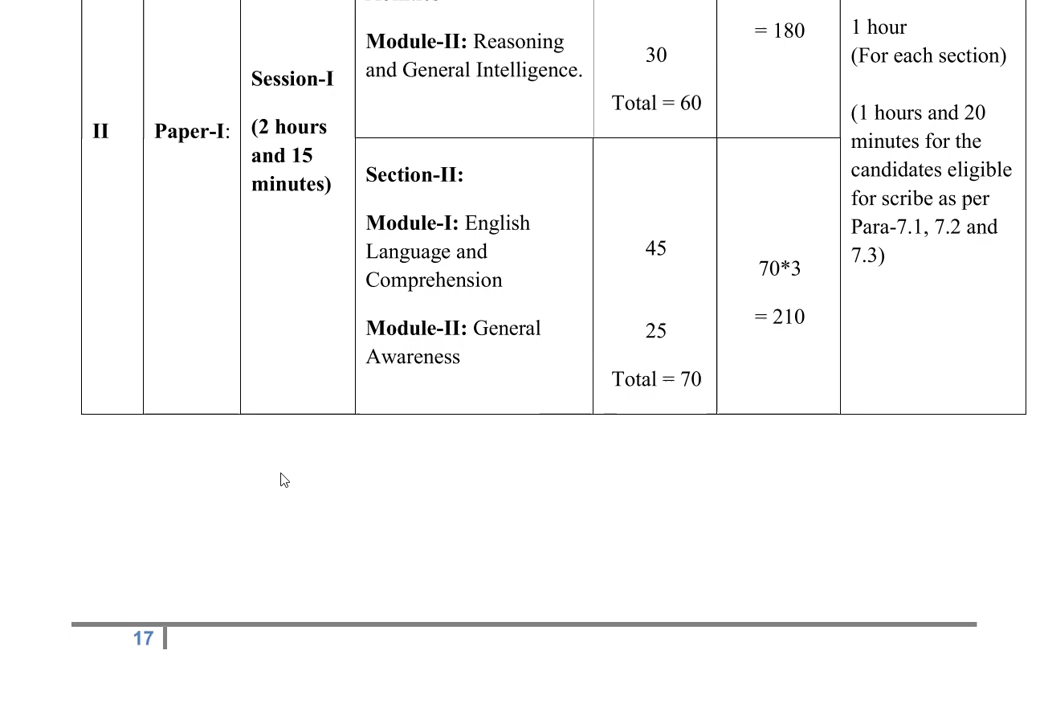 II
Paper-I:
Session-I
(2 hours
and 15
minutes)
Module-II: Reasoning
and General Intelligence.
30
Total = 60
= 180
1 hour
(For each section)
(1 hours and 20
minutes for the
candidates eligible
for scribe as per
Para-7.1, 7.2 and
7.3)
Section-II:
Module-I: English
Language and
Comprehension
45
Module-II: General
Awareness
25
Total = 70
70*3
= 210
17